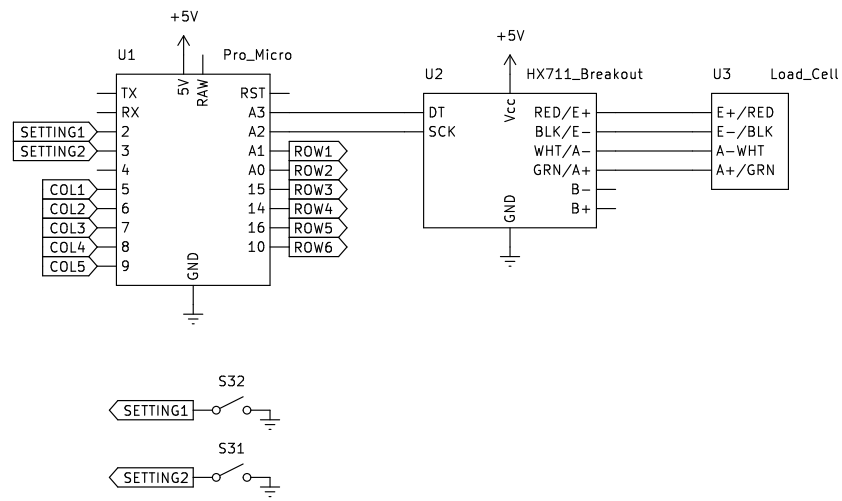 +5V
U1
Pro_Micro
5V
RAW
TX
RX
2
3
4
5
6
7
8
9
RST
A3
A2
A1
A0
15
14
16
10
GND
SETTING1
SETTING2
COL1
COL2
COL3
COL4
COL5
ROW1
ROW2
ROW3
ROW4
ROW5
ROW6
+5V
U2
HX711_Breakout
Vcc
DT
SCK
RED/E+
BLK/E-
WHT/A-
GRN/A+
B-
B+
GND
U3
Load_Cell
E+/RED
E-/BLK
A-WHT
A+/GRN
S32
SETTING1
S31
SETTING2